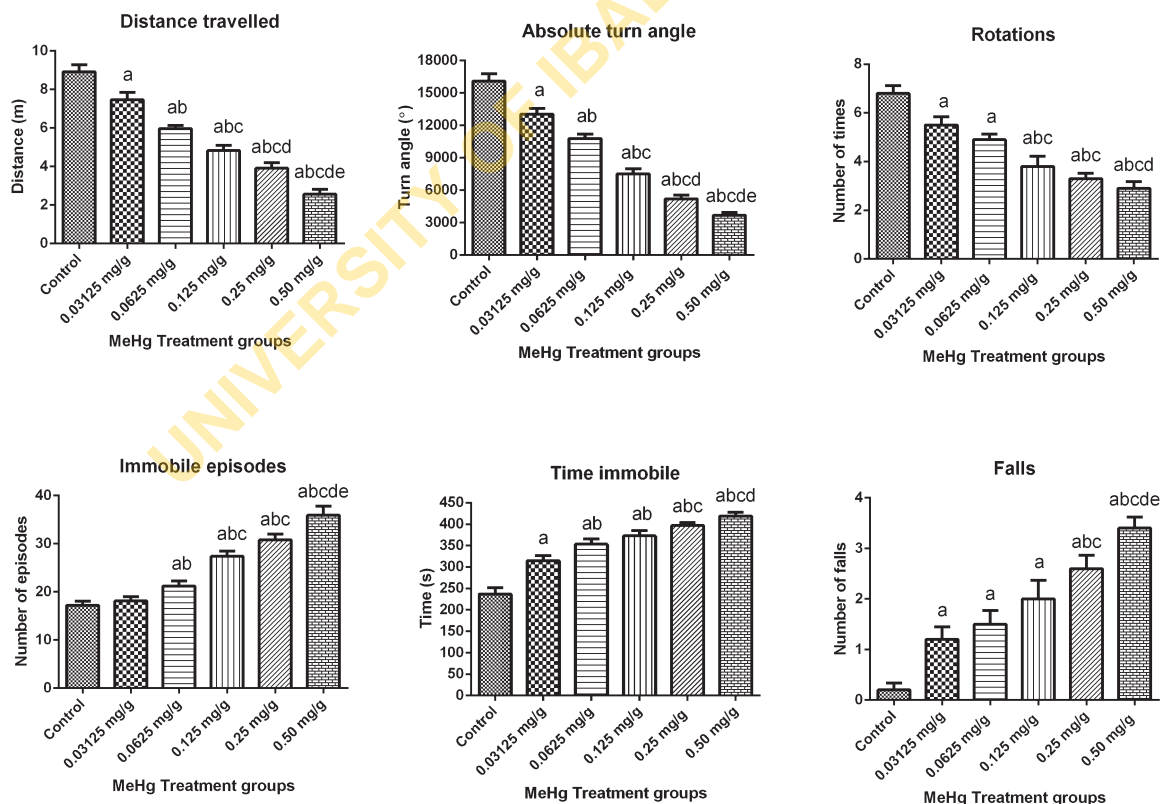 Distance travelled
Distance (m)
10
8
6
4
2
0
a
ab
abc
abcd
abcde
Control
0.03125 mg/g
0.0625 mg/g
0.125 mg/g
0.25 mg/g
0.50 mg/g
MeHg Treatment groups
Absolute turn angle
Turn angle (°)
18000
15000
12000
9000
6000
3000
0
a
ab
abc
abcd
abcde
Control
0.03125 mg/g
0.0625 mg/g
0.125 mg/g
0.25 mg/g
0.50 mg/g
MeHg Treatment groups
Rotations
Number of times
8
6
4
2
0
a
a
abc
abc
abcd
Control
0.03125 mg/g
0.0625 mg/g
0.125 mg/g
0.25 mg/g
0.50 mg/g
MeHg Treatment groups
UNIVERSITY OF
Immobile episodes
Number of episodes
40
30
20
10
0
ab
abc
abc
abcde
Control
0.03125 mg/g
0.0625 mg/g
0.125 mg/g
0.25 mg/g
0.50 mg/g
MeHg Treatment groups
Time immobile
Time (s)
450
400
350
300
250
200
150
100
50
0
a
ab
ab
abc
abcd
Control
0.03125 mg/g
0.0625 mg/g
0.125 mg/g
0.25 mg/g
0.50 mg/g
MeHg Treatment groups
Falls
Number of falls
4
3
2
1
0
a
a
a
abc
abcde
Control
0.03125 mg/g
0.0625 mg/g
0.125 mg/g
0.25 mg/g
0.50 mg/g
MeHg Treatment groups